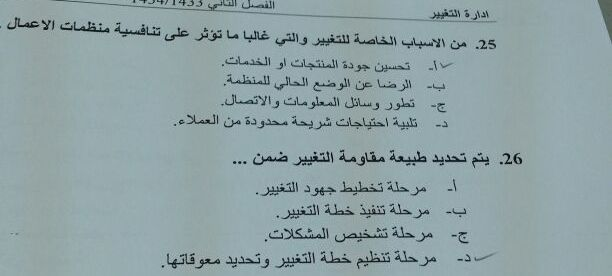 ادارة التغيير
الفصل الثاني 1434/1433
25. من الاسباب الخاصة للتغيير والتي غالبا ما تؤثر على تنافسية منظمات الاعمال .
أ- تحسين جودة المنتجات او الخدمات.
ب- الرضا عن الوضع الحالي للمنظمة.
ج- تطور وسائل المعلومات والاتصال.
د- تلبية احتياجات شريحة محدودة من العملاء.
26. يتم تحديد طبيعة مقاومة التغيير ضمن ...
أ- مرحلة تخطيط جهود التغيير.
ب- مرحلة تنفيذ خطة التغيير.
ج- مرحلة تشخيص المشكلات.
د- مرحلة تنظيم خطة التغيير وتحديد معوقاتها.